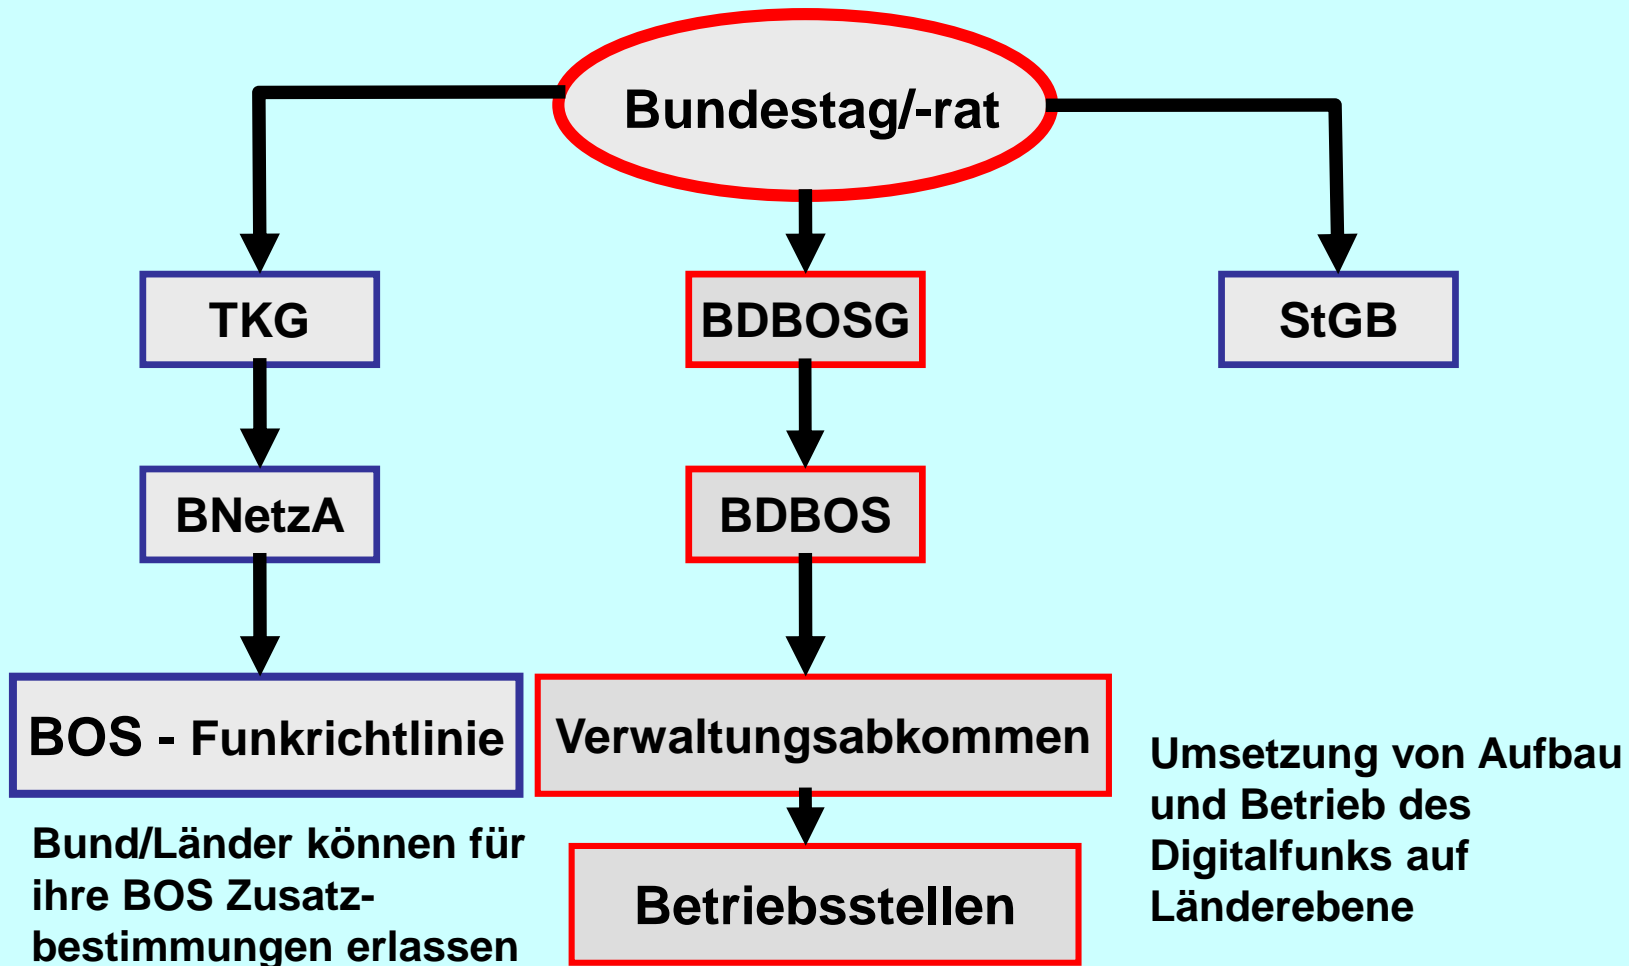 Bundestag/-rat
TKG
BDBOSG
StGB
BNetzA
BDBOS
BOS - Funkrichtlinie
Verwaltungsabkommen
Umsetzung von Aufbau
und Betrieb des
Digitalfunks auf
Länderebene
Bund/Länder können für
ihre BOS Zusatz-
bestimmungen erlassen
Betriebsstellen